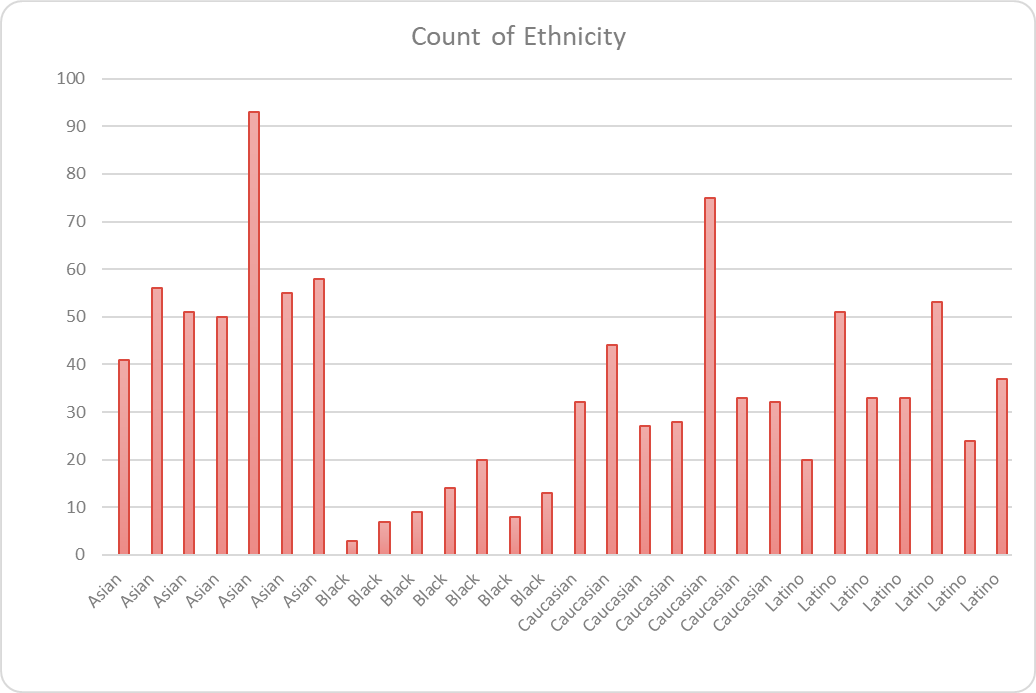 Count of Ethnicity
100
90
80
70
60
50
40
30
20
10
0
Asian
Asian
Asian
Asian
Asian
Asian
Asian
Black
Black
Black
Black
Black
Black
Black
Caucasian
Caucasian
Caucasian
Caucasian
Caucasian
Caucasian
Caucasian
Latino
Latino
Latino
Latino
Latino
Latino
Latino